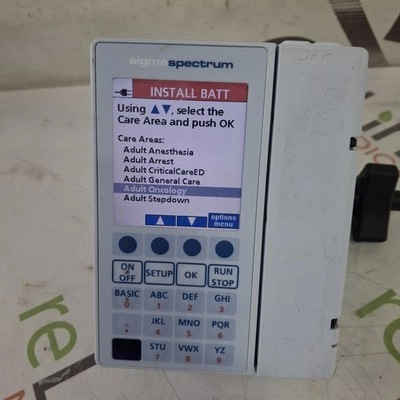 sigmaspectrum
INSTALL BATT
Using ▲▼, select the
Care Area and push OK
Care Areas:
Adult Anesthesia
Adult Arrest
Adult CriticalCareED
Adult General Care
Adult Oncology
Adult Stepdown
▲ ▼ options
menu
ON OFF SETUP OK RUN STOP
BASIC ABC DEF GHI
0 1 2 3
. JKL MNO PQR
4 5 6
STU VWX YZ
7 8 9